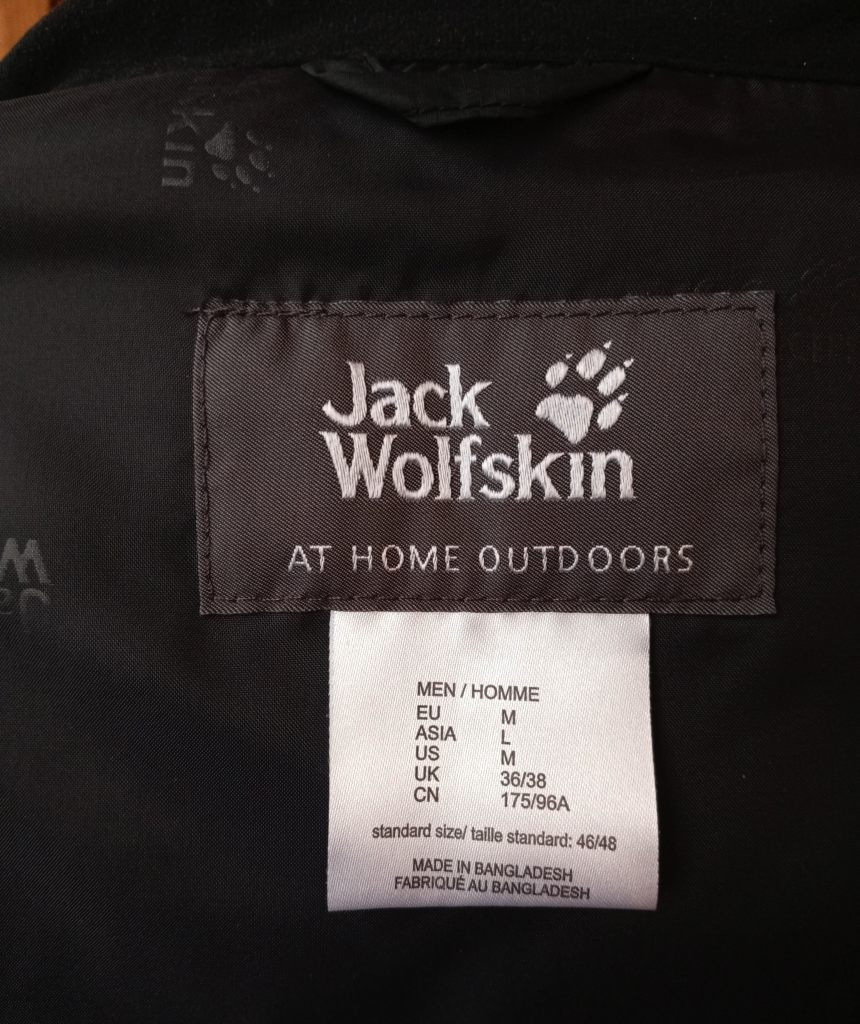 kin
Jack
Wolfskin
AT HOME OUTDOORS
W
MEN / HOMME
EU M
ASIA L
US M
UK 36/38
CN 175/96A
standard size/ taille standard: 46/48
MADE IN BANGLADESH
FABRIQUÉ AU BANGLADESH